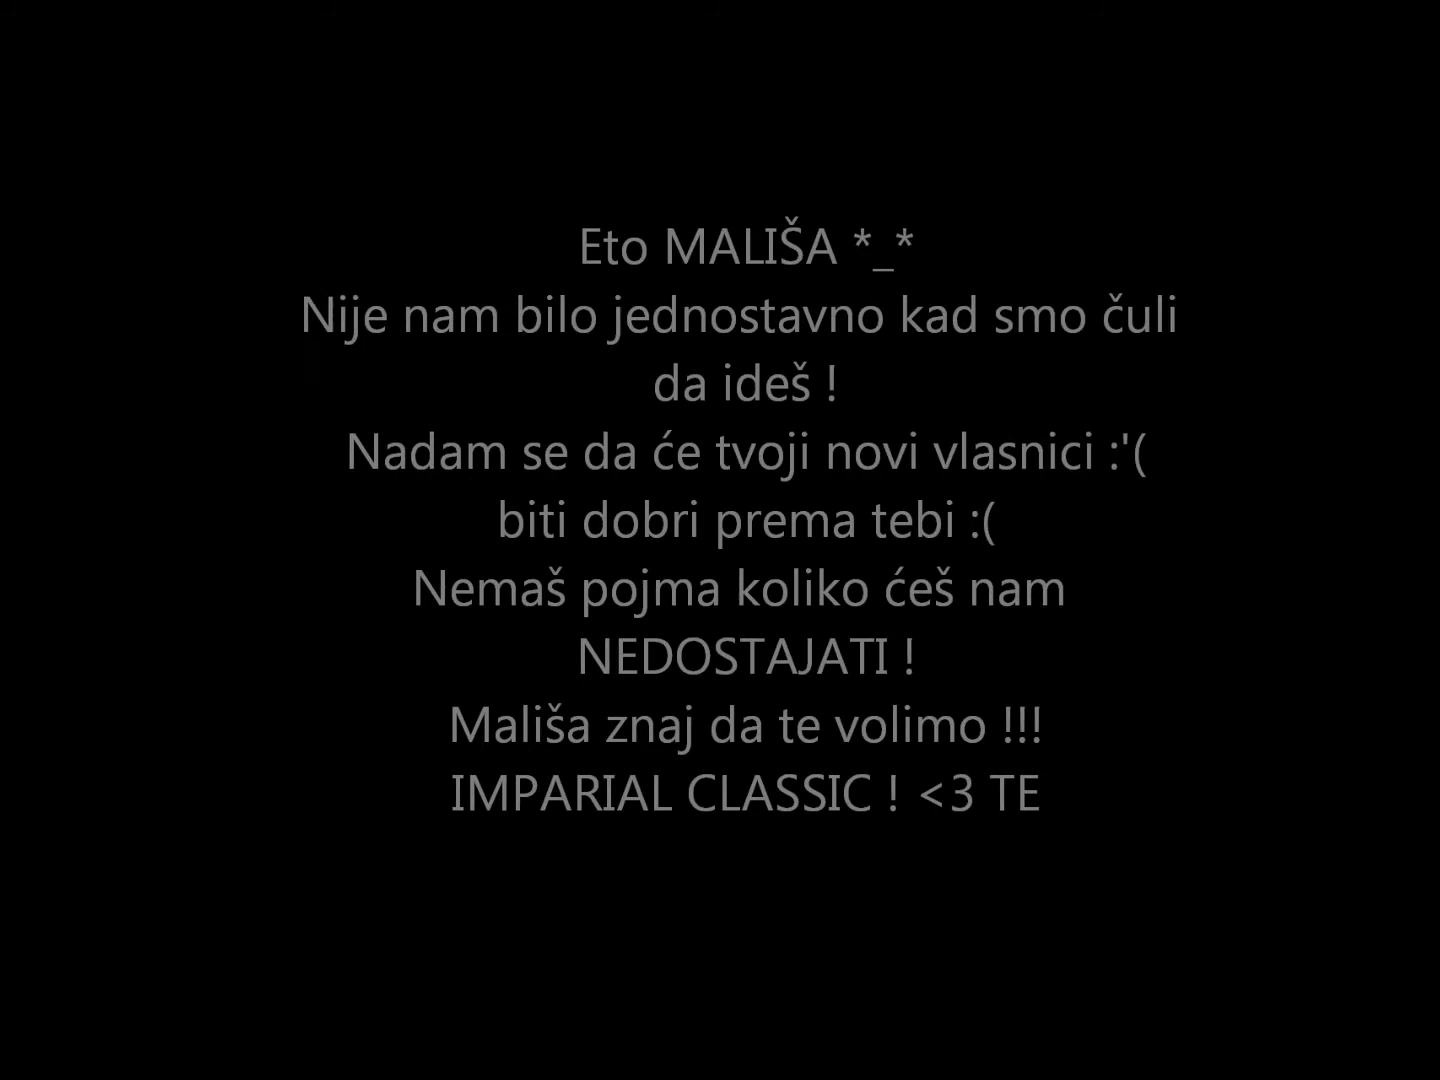 Eto MALIŠA *_*
Nije nam bilo jednostavno kad smo čuli
da ideš !
Nadam se da će tvoji novi vlasnici :'(
biti dobri prema tebi :(
Nemaš pojma koliko ćeš nam
NEDOSTAJATI !
Mališa znaj da te volimo !!!
IMPARIAL CLASSIC ! <3 TE